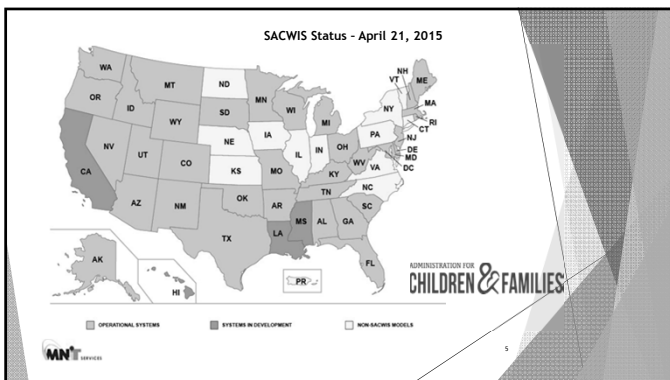 SACWIS Status – April 21, 2015
WA
OR
CA
NV
ID
MT
WY
UT
AZ
CO
NM
ND
SD
NE
KS
OK
TX
MN
IA
MO
AR
LA
WI
IL
MS
MI
IN
KY
TN
AL
OH
WV
VA
NC
SC
GA
FL
PA
NY
VT
NH
ME
MA
RI
CT
NJ
DE
MD
DC
AK
HI
PR
ADMINISTRATION FOR
CHILDREN & FAMILIES
OPERATIONAL SYSTEMS
SYSTEMS IN DEVELOPMENT
NON-SACWIS MODELS
MN.IT SERVICES
5